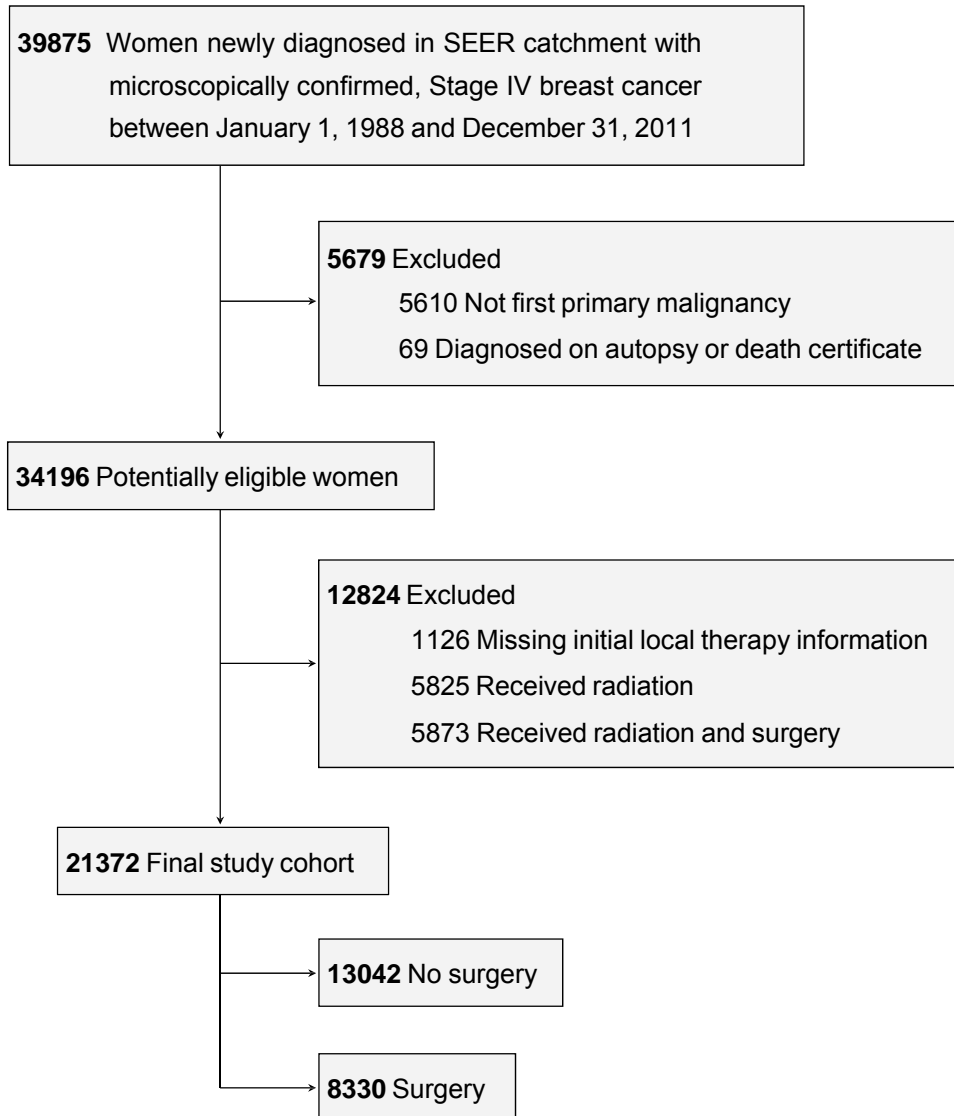 39875 Women newly diagnosed in SEER catchment with
microscopically confirmed, Stage IV breast cancer
between January 1, 1988 and December 31, 2011
5679 Excluded
5610 Not first primary malignancy
69 Diagnosed on autopsy or death certificate
34196 Potentially eligible women
12824 Excluded
1126 Missing initial local therapy information
5825 Received radiation
5873 Received radiation and surgery
21372 Final study cohort
13042 No surgery
8330 Surgery